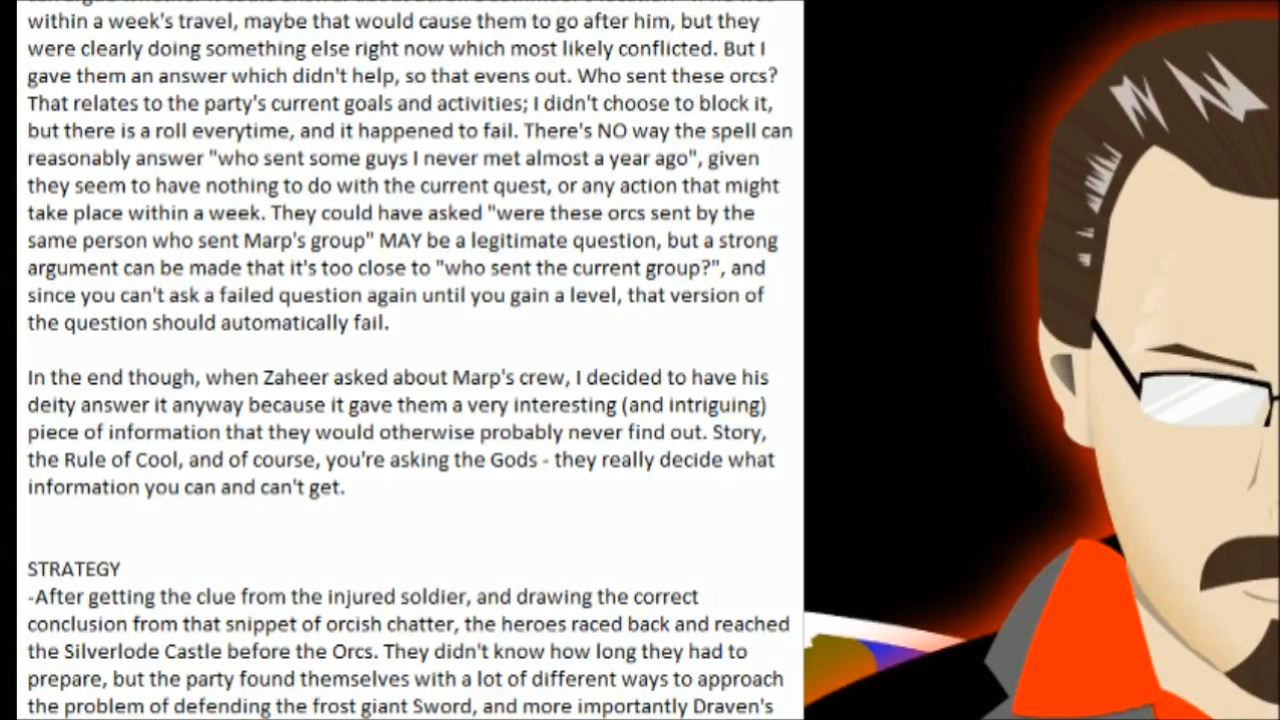 within a week's travel, maybe that would cause them to go after him, but they
were clearly doing something else right now which most likely conflicted. But I
gave them an answer which didn't help, so that evens out. Who sent these orcs?
That relates to the party's current goals and activities; I didn't choose to block it,
but there is a roll everytime, and it happened to fail. There's NO way the spell can
reasonably answer "who sent some guys I never met almost a year ago", given
they seem to have nothing to do with the current quest, or any action that might
take place within a week. They could have asked "were these orcs sent by the
same person who sent Marp's group" MAY be a legitimate question, but a strong
argument can be made that it's too close to "who sent the current group?", and
since you can't ask a failed question again until you gain a level, that version of
the question should automatically fail.
In the end though, when Zaheer asked about Marp's crew, I decided to have his
deity answer it anyway because it gave them a very interesting (and intriguing)
piece of information that they would otherwise probably never find out. Story,
the Rule of Cool, and of course, you're asking the Gods - they really decide what
information you can and can't get.
STRATEGY
-After getting the clue from the injured soldier, and drawing the correct
conclusion from that snippet of orcish chatter, the heroes raced back and reached
the Silverlode Castle before the Orcs. They didn't know how long they had to
prepare, but the party found themselves with a lot of different ways to approach
the problem of defending the frost giant Sword, and more importantly Draven's